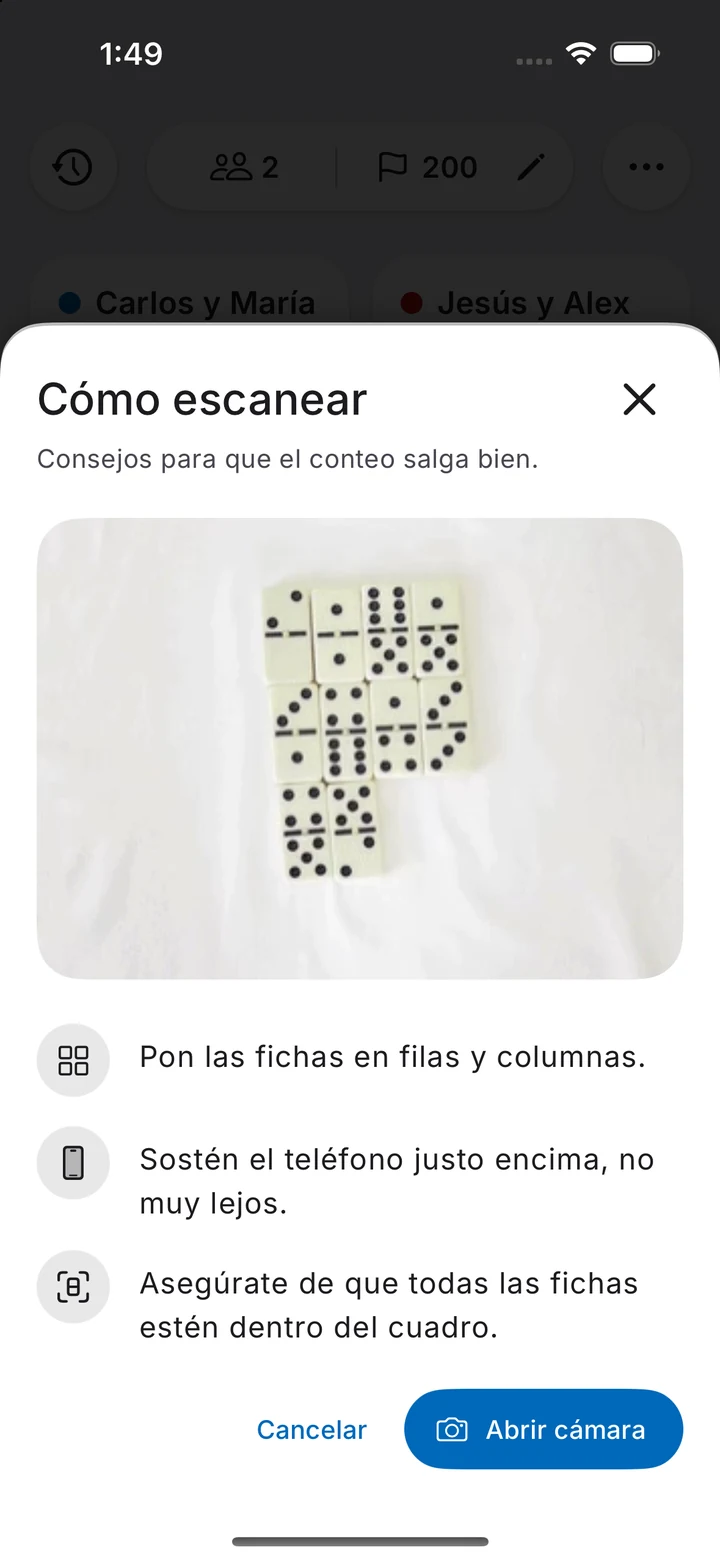 1:49
2
200
Carlos y María
Jesús y Alex
Cómo escanear
Consejos para que el conteo salga bien.
Pon las fichas en filas y columnas.
Sostén el teléfono justo encima, no
muy lejos.
Asegúrate de que todas las fichas
estén dentro del cuadro.
Cancelar
Abrir cámara